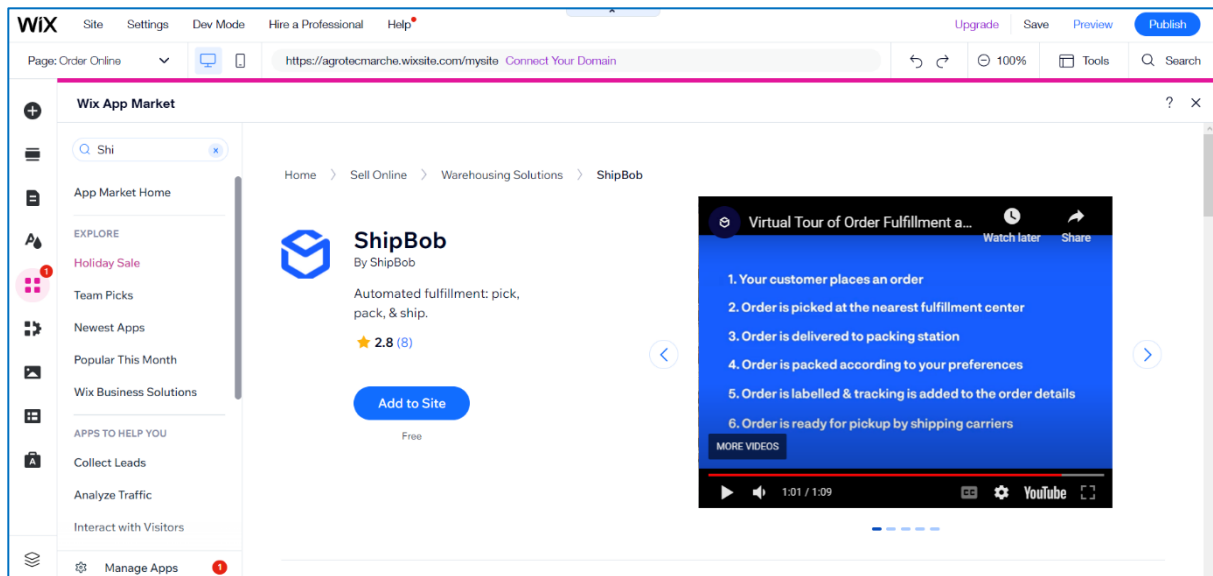 WiX Site Settings Dev Mode Hire a Professional Help Upgrade Save Preview Publish
Page: Order Online https://agrotecmarche.wixsite.com/mysite Connect Your Domain 100% Tools Search
Wix App Market ? ×
Shi
App Market Home
EXPLORE
Holiday Sale
Team Picks
Newest Apps
Popular This Month
Wix Business Solutions
APPS TO HELP YOU
Collect Leads
Analyze Traffic
Interact with Visitors
Manage Apps 1
1
A
Home > Sell Online > Warehousing Solutions > ShipBob
ShipBob
By ShipBob
Automated fulfillment: pick,
pack, & ship.
2.8 (8)
Add to Site
Free
Virtual Tour of Order Fulfillment a...
Watch later Share
1. Your customer places an order
2. Order is picked at the nearest fulfillment center
3. Order is delivered to packing station
4. Order is packed according to your preferences
5. Order is labelled & tracking is added to the order details
6. Order is ready for pickup by shipping carriers
MORE VIDEOS
1:01 / 1:09 CC YouTube